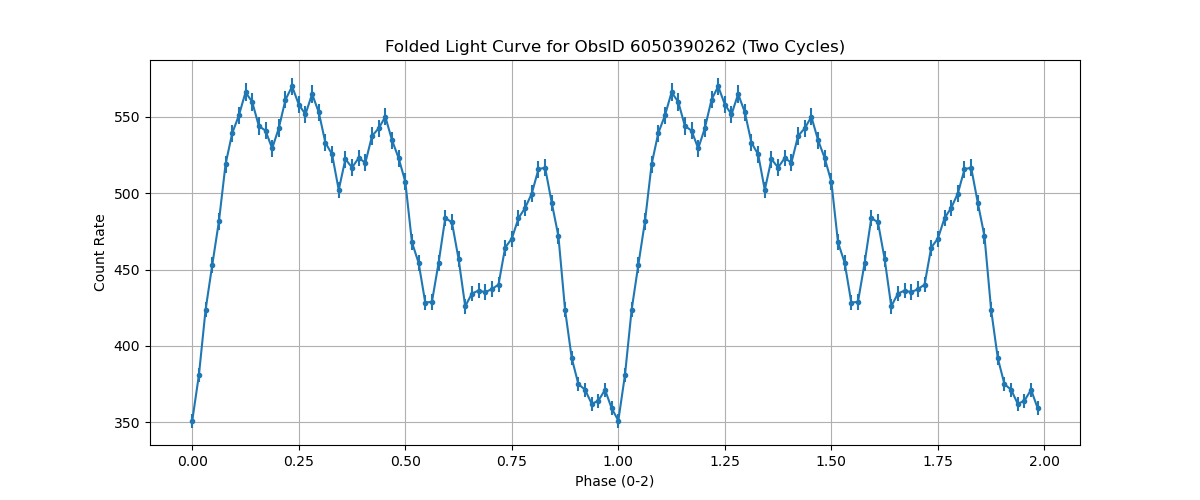 Folded Light Curve for ObsID 6050390262 (Two Cycles)
Count Rate
550
500
450
400
350
0.00 0.25 0.50 0.75 1.00 1.25 1.50 1.75 2.00
Phase (0-2)